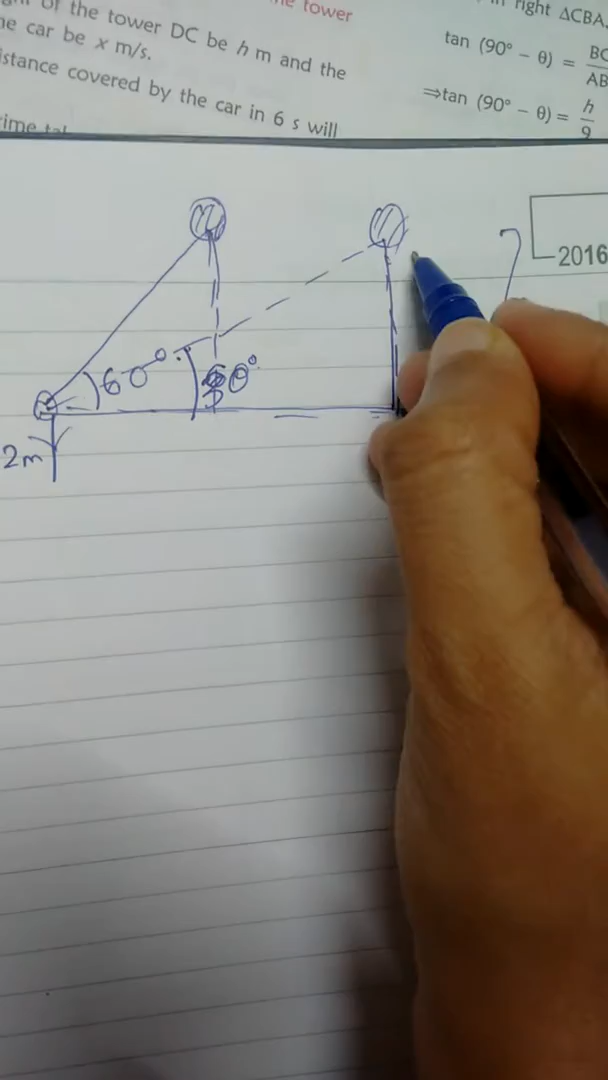 of the tower DC be h m and the
the tower
he car be x m/s.
istance covered by the car in 6 s will
right ΔCBA,
tan (90° − θ) = BC
AB
⇒tan (90° − θ) = h
9
2016
60°
2m